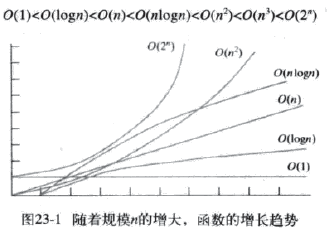 O(1)<O(logn)<O(n)<O(nlogn)<O(n²)<O(n³)<O(2ⁿ)
O(2ⁿ)
O(n²)
O(nlogn)
O(n)
O(logn)
O(1)
图23-1 随着规模n的增大，函数的增长趋势